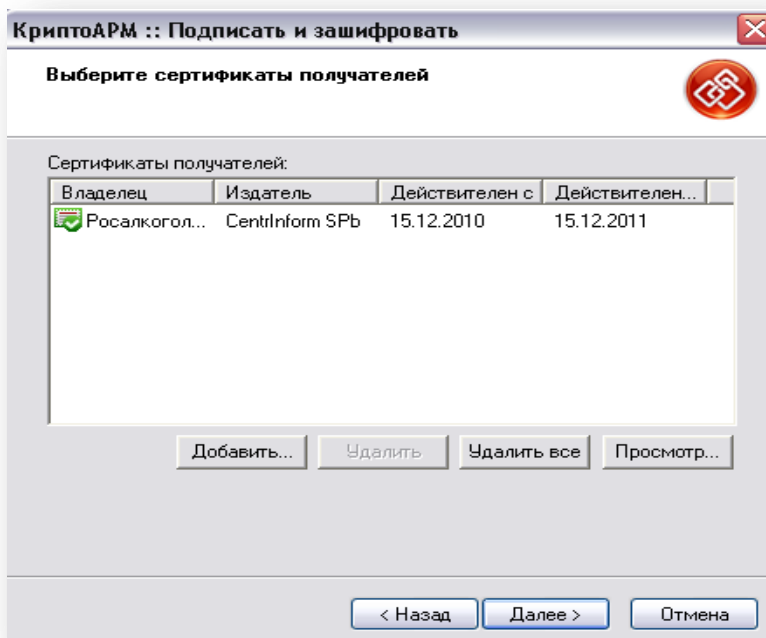 КриптоАРМ :: Подписать и зашифровать
Выберите сертификаты получателей
Сертификаты получателей:
Владелец Издатель Действителен с Действителен...
Росалкогол... CentrInform SPb 15.12.2010 15.12.2011
Добавить... Удалить Удалить все Просмотр...
< Назад Далее > Отмена